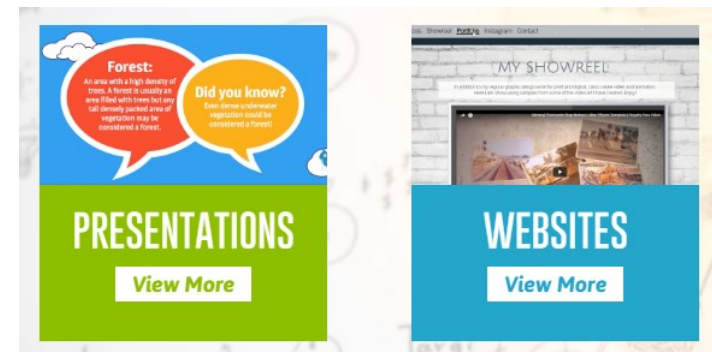 Forest:
An area with a high density of
trees. A forest is usually an
area filled with trees but any
tall densely packed area of
vegetation may be
considered a forest.
Did you know?
Even dense underwater
vegetation could be
considered a forest!
PRESENTATIONS
View More
Showreel Portfolio Instagram Contact
MY SHOWREEL
WEBSITES
View More